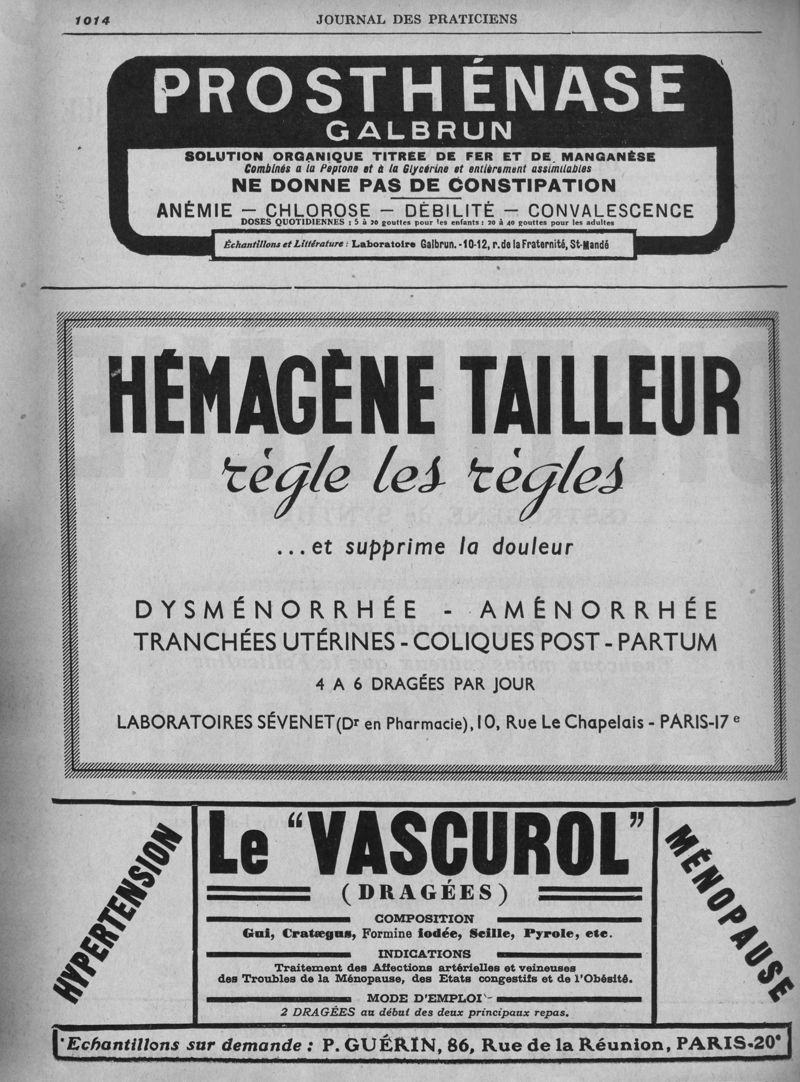 1014
JOURNAL DES PRATICIENS
PROSTHÉNASE
GALBRUN
SOLUTION ORGANIQUE TITRÉE DE FER ET DE MANGANÈSE
Combinés a la Peptone et à la Glycérine et entièrement assimilables
NE DONNE PAS DE CONSTIPATION
ANÉMIE — CHLOROSE — DÉBILITÉ — CONVALESCENCE
DOSES QUOTIDIENNES : 5 à 20 gouttes pour les enfants : 20 à 40 gouttes pour les adultes
Échantillons et Littérature : Laboratoire Galbrun. - 10-12, r. de la Fraternité, St-Mandé
HÉMAGÈNE TAILLEUR
règle les règles
...et supprime la douleur
DYSMÉNORRHÉE - AMÉNORRHÉE
TRANCHÉES UTÉRINES - COLIQUES POST - PARTUM
4 A 6 DRAGÉES PAR JOUR
LABORATOIRES SÉVENET (Dr en Pharmacie), 10, Rue Le Chapelais - PARIS-17e
HYPERTENSION
Le "VASCUROL"
(DRAGÉES)
COMPOSITION
Gui, Cratægus, Formine iodée, Scille, Pyrole, etc.
INDICATIONS
Traitement des Affections artérielles et veineuses
des Troubles de la Ménopause, des Etats congestifs et de l'Obésité.
MODE D'EMPLOI
2 DRAGÉES au début des deux principaux repas.
MÉNOPAUSE
Echantillons sur demande : P. GUÉRIN, 86, Rue de la Réunion, PARIS-20e